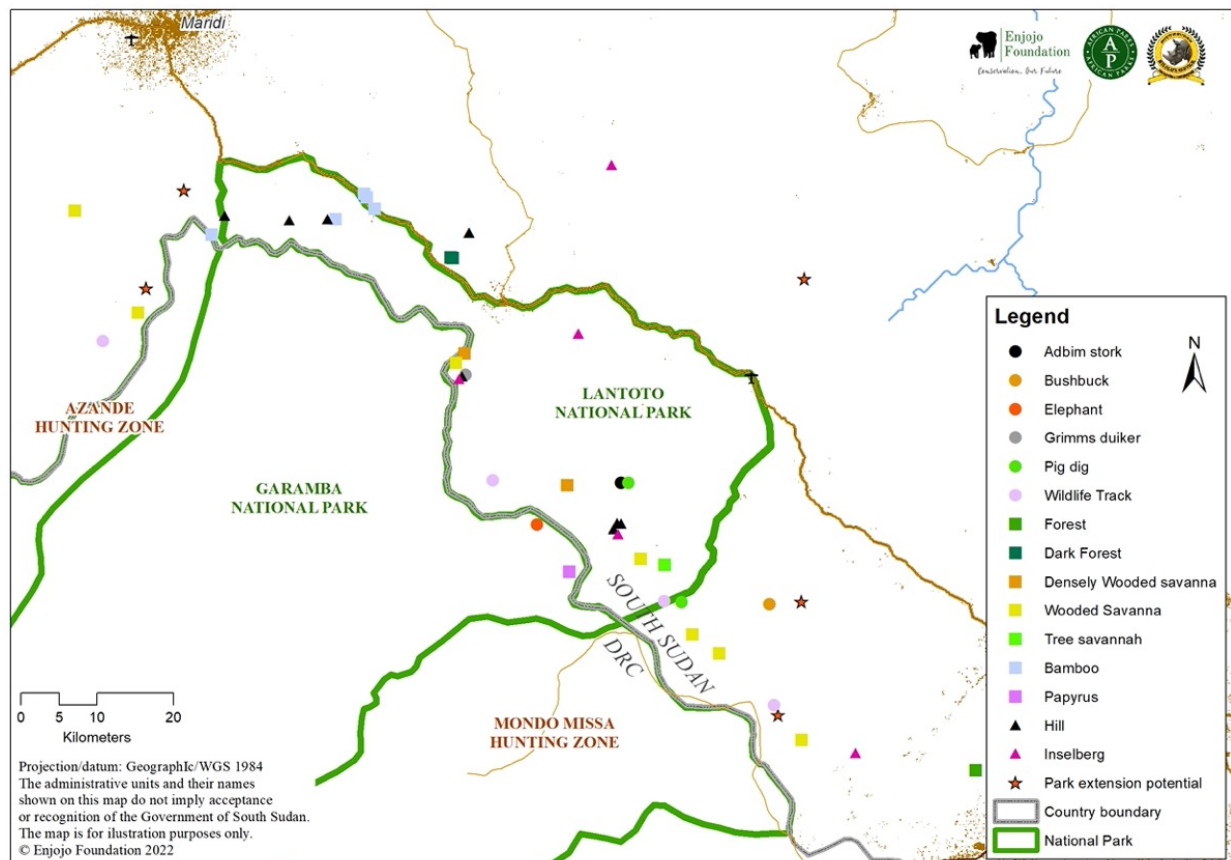 Maridi
Enjojo
Foundation
Conservation, Our Future
AFRICAN PARKS
AP
AFRICAN PARKS
AZANDE
HUNTING ZONE
LANTOTO
NATIONAL PARK
GARAMBA
NATIONAL PARK
SOUTH SUDAN
DRC
MONDO MISSA
HUNTING ZONE
0 5 10 20
Kilometers
Projection/datum: GeographIc/WGS 1984
The administrative units and their names
shown on this map do not imply acceptance
or recognition of the Government of South Sudan.
The map is for ilustration purposes only.
© Enjojo Foundation 2022
Legend
N
Adbim stork
Bushbuck
Elephant
Grimms duiker
Pig dig
Wildlife Track
Forest
Dark Forest
Densely Wooded savanna
Wooded Savanna
Tree savannah
Bamboo
Papyrus
Hill
Inselberg
Park extension potential
Country boundary
National Park